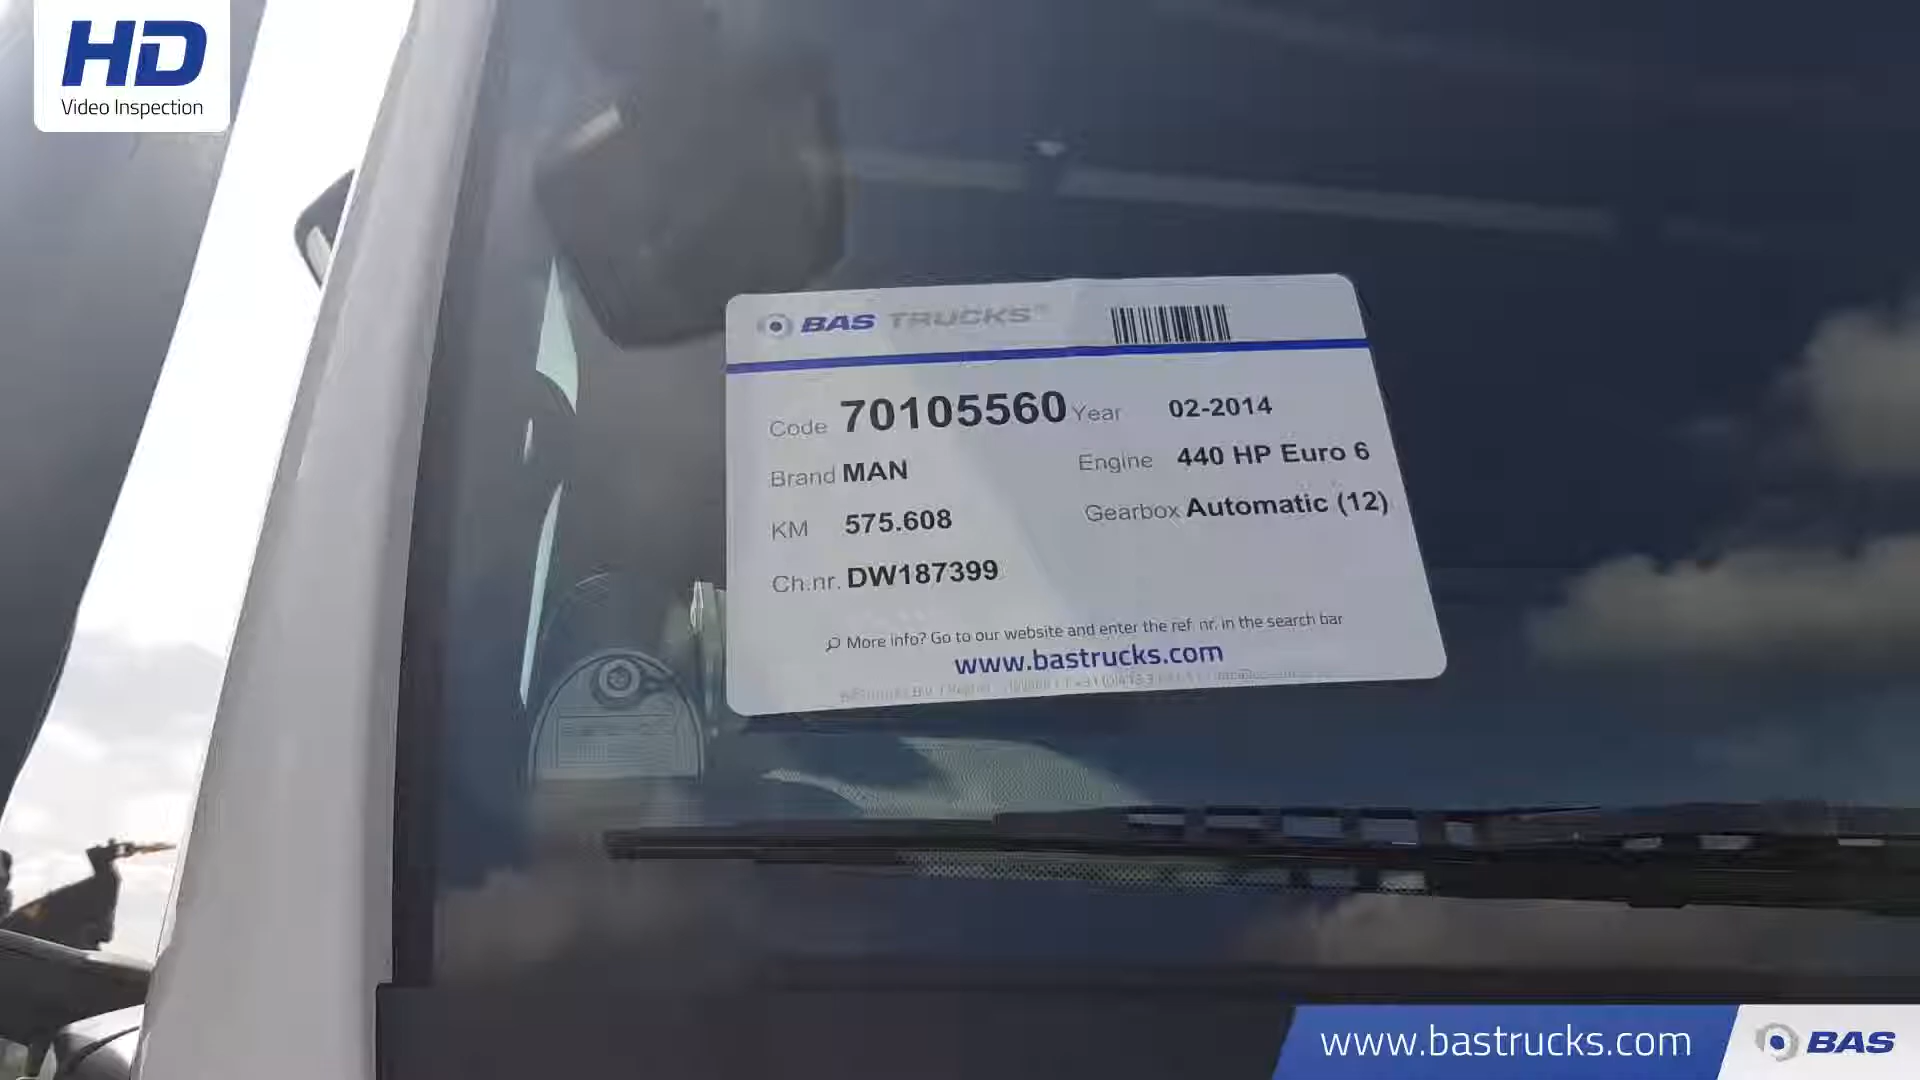 HD
Video Inspection
BAS TRUCKS
Code 70105560 Year 02-2014
Brand MAN Engine 440 HP Euro 6
KM 575.608 Gearbox Automatic (12)
Ch.nr. DW187399
More info? Go to our website and enter the ref. nr. in the search bar
www.bastrucks.com
www.bastrucks.com
BAS